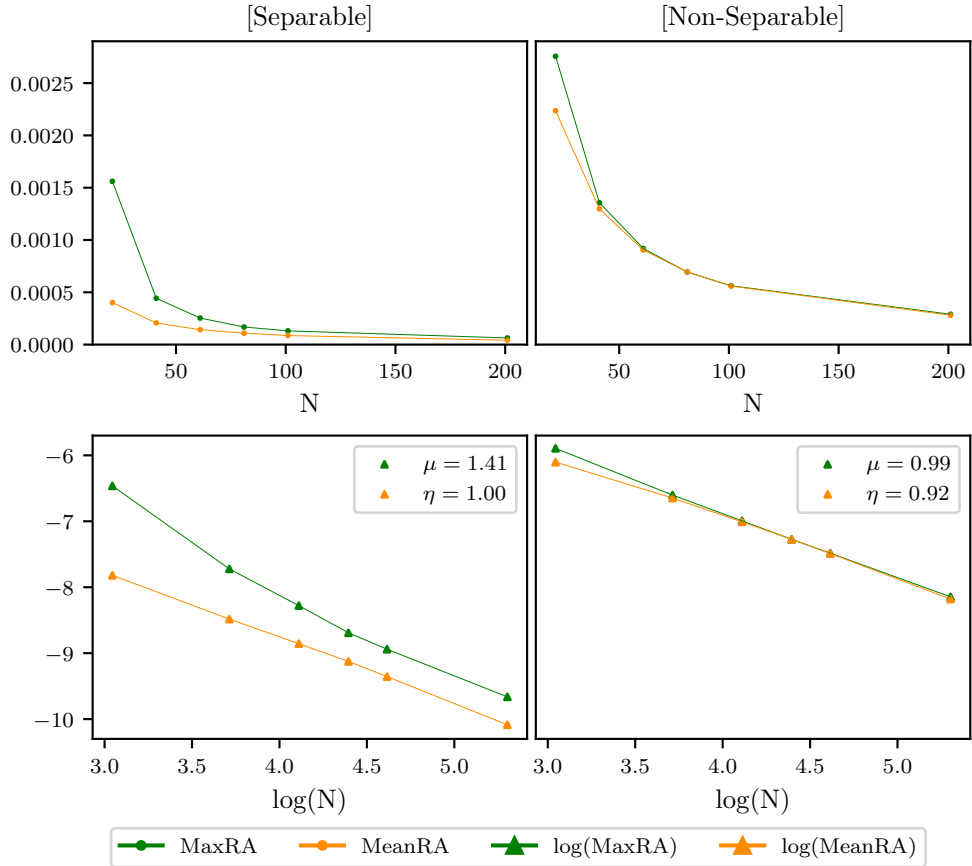 [Separable]
[Non-Separable]
0.0025
0.0020
0.0015
0.0010
0.0005
0.0000
50 100 150 200
50 100 150 200
N
N
−6
−7
−8
−9
−10
μ = 1.41
η = 1.00
μ = 0.99
η = 0.92
3.0 3.5 4.0 4.5 5.0
3.0 3.5 4.0 4.5 5.0
log(N)
log(N)
MaxRA MeanRA log(MaxRA) log(MeanRA)